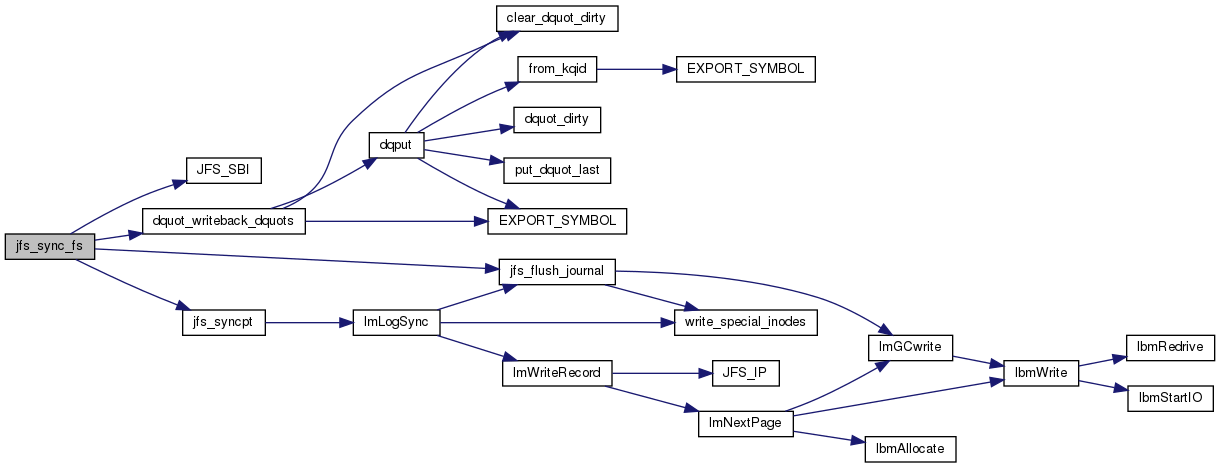 clear_dquot_dirty
from_kqid
EXPORT_SYMBOL
dquot_dirty
dqput
JFS_SBI
put_dquot_last
dquot_writeback_dquots
EXPORT_SYMBOL
jfs_sync_fs
jfs_flush_journal
jfs_syncpt
lmLogSync
write_special_inodes
lmGCwrite
lbmRedrive
lmWriteRecord
JFS_IP
lbmWrite
lbmStartIO
lmNextPage
lbmAllocate